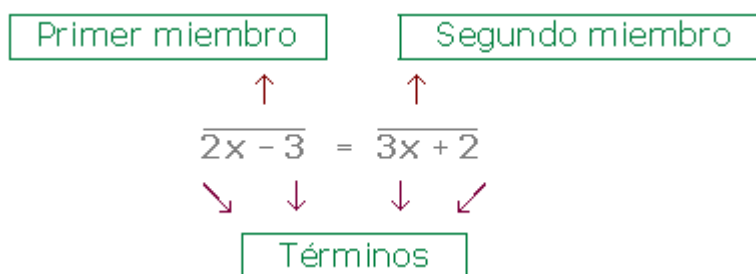 Primer miembro Segundo miembro
2x - 3 = 3x + 2
Términos